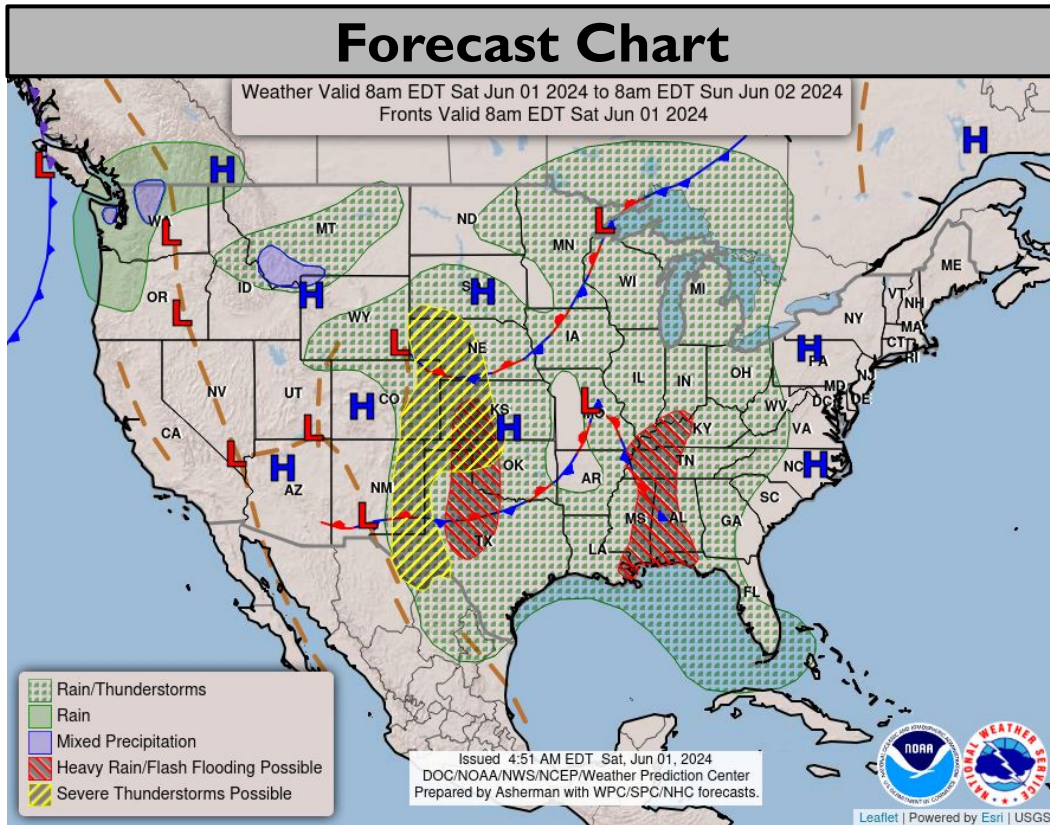 Forecast Chart
Weather Valid 8am EDT Sat Jun 01 2024 to 8am EDT Sun Jun 02 2024
Fronts Valid 8am EDT Sat Jun 01 2024
H
H
L
WA
L
MT
ND
MN
L
ME
OR
L
ID
H
S
H
WI
MI
VT
NH
NY
MA
CT
RI
WY
L
NE
IA
H
PA
NJ
NV
UT
CO
H
IL
IN
OH
MD
DE
DC
WV
VA
CA
L
L
H
AZ
KS
H
L
MO
KY
TN
NC
H
NM
L
OK
AR
SC
TX
LA
MS
AL
GA
FL
Rain/Thunderstorms
Rain
Mixed Precipitation
Heavy Rain/Flash Flooding Possible
Severe Thunderstorms Possible
Issued 4:51 AM EDT Sat, Jun 01, 2024
DOC/NOAA/NWS/NCEP/Weather Prediction Center
Prepared by Asherman with WPC/SPC/NHC forecasts.
NOAA
NATIONAL WEATHER SERVICE
Leaflet | Powered by Esri | USGS